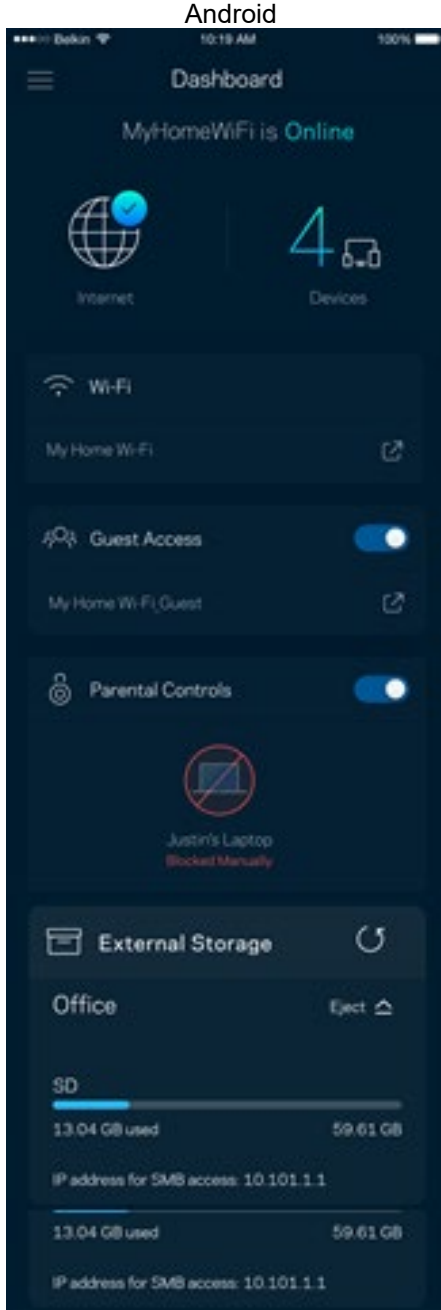 Android
Belkin 10:19 AM 100%
Dashboard
MyHomeWiFi is Online
4
Internet Devices
Wi-Fi
My Home Wi-Fi
Guest Access
My Home Wi-Fi_Guest
Parental Controls
Justin's Laptop
Blocked Manually
External Storage
Office Eject
SD
13.04 GB used 59.61 GB
IP address for SMB access: 10.101.1.1
13.04 GB used 59.61 GB
IP address for SMB access: 10.101.1.1